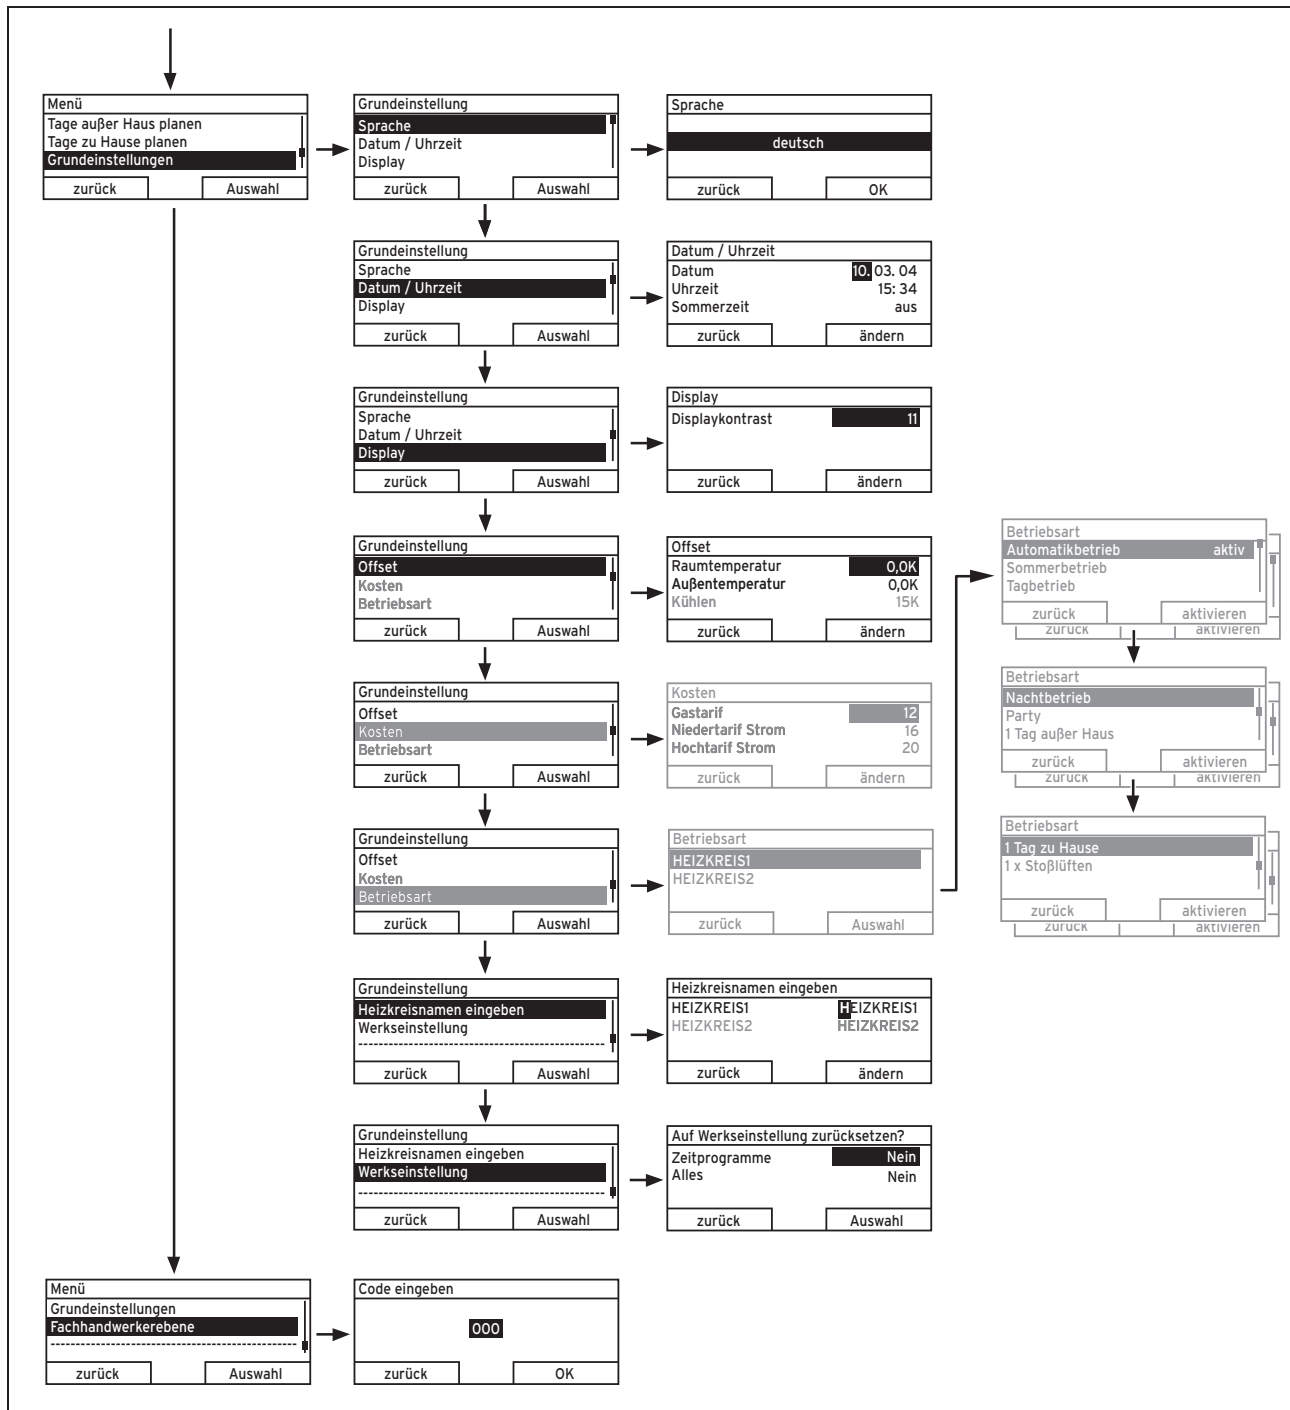 Menü
Tage außer Haus planen
Tage zu Hause planen
Grundeinstellungen
zurück Auswahl
Grundeinstellung
Sprache
Datum / Uhrzeit
Display
zurück Auswahl
Sprache
deutsch
zurück OK
Grundeinstellung
Sprache
Datum / Uhrzeit
Display
zurück Auswahl
Datum / Uhrzeit
Datum 10. 03. 04
Uhrzeit 15: 34
Sommerzeit aus
zurück ändern
Grundeinstellung
Sprache
Datum / Uhrzeit
Display
zurück Auswahl
Display
Displaykontrast 11
zurück ändern
Grundeinstellung
Offset
Kosten
Betriebsart
zurück Auswahl
Offset
Raumtemperatur 0,0K
Außentemperatur 0,0K
Kühlen 15K
zurück ändern
Grundeinstellung
Offset
Kosten
Betriebsart
zurück Auswahl
Kosten
Gastarif 12
Niedertarif Strom 16
Hochtarif Strom 20
zurück ändern
Grundeinstellung
Offset
Kosten
Betriebsart
zurück Auswahl
Betriebsart
HEIZKREIS1
HEIZKREIS2
zurück Auswahl
Betriebsart
Automatikbetrieb aktiv
Sommerbetrieb
Tagbetrieb
zurück aktivieren
zurück aktivieren
Betriebsart
Nachtbetrieb
Party
1 Tag außer Haus
zurück aktivieren
zurück aktivieren
Betriebsart
1 Tag zu Hause
1 x Stoßlüften
zurück aktivieren
zurück aktivieren
Grundeinstellung
Heizkreisnamen eingeben
Werkseinstellung
zurück Auswahl
Heizkreisnamen eingeben
HEIZKREIS1 HEIZKREIS1
HEIZKREIS2 HEIZKREIS2
zurück ändern
Grundeinstellung
Heizkreisnamen eingeben
Werkseinstellung
zurück Auswahl
Auf Werkseinstellung zurücksetzen?
Zeitprogramme Nein
Alles Nein
zurück Auswahl
Menü
Grundeinstellungen
Fachhandwerkerebene
zurück Auswahl
Code eingeben
000
zurück OK